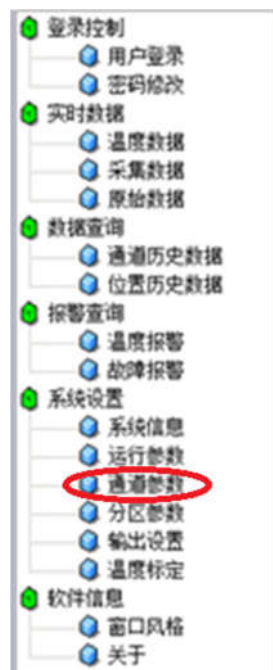 登录控制
用户登录
密码修改
实时数据
温度数据
采集数据
原始数据
数据查询
通道历史数据
位置历史数据
报警查询
温度报警
故障报警
系统设置
系统信息
运行参数
通道参数
分区参数
输出设置
温度标定
软件信息
窗口风格
关于